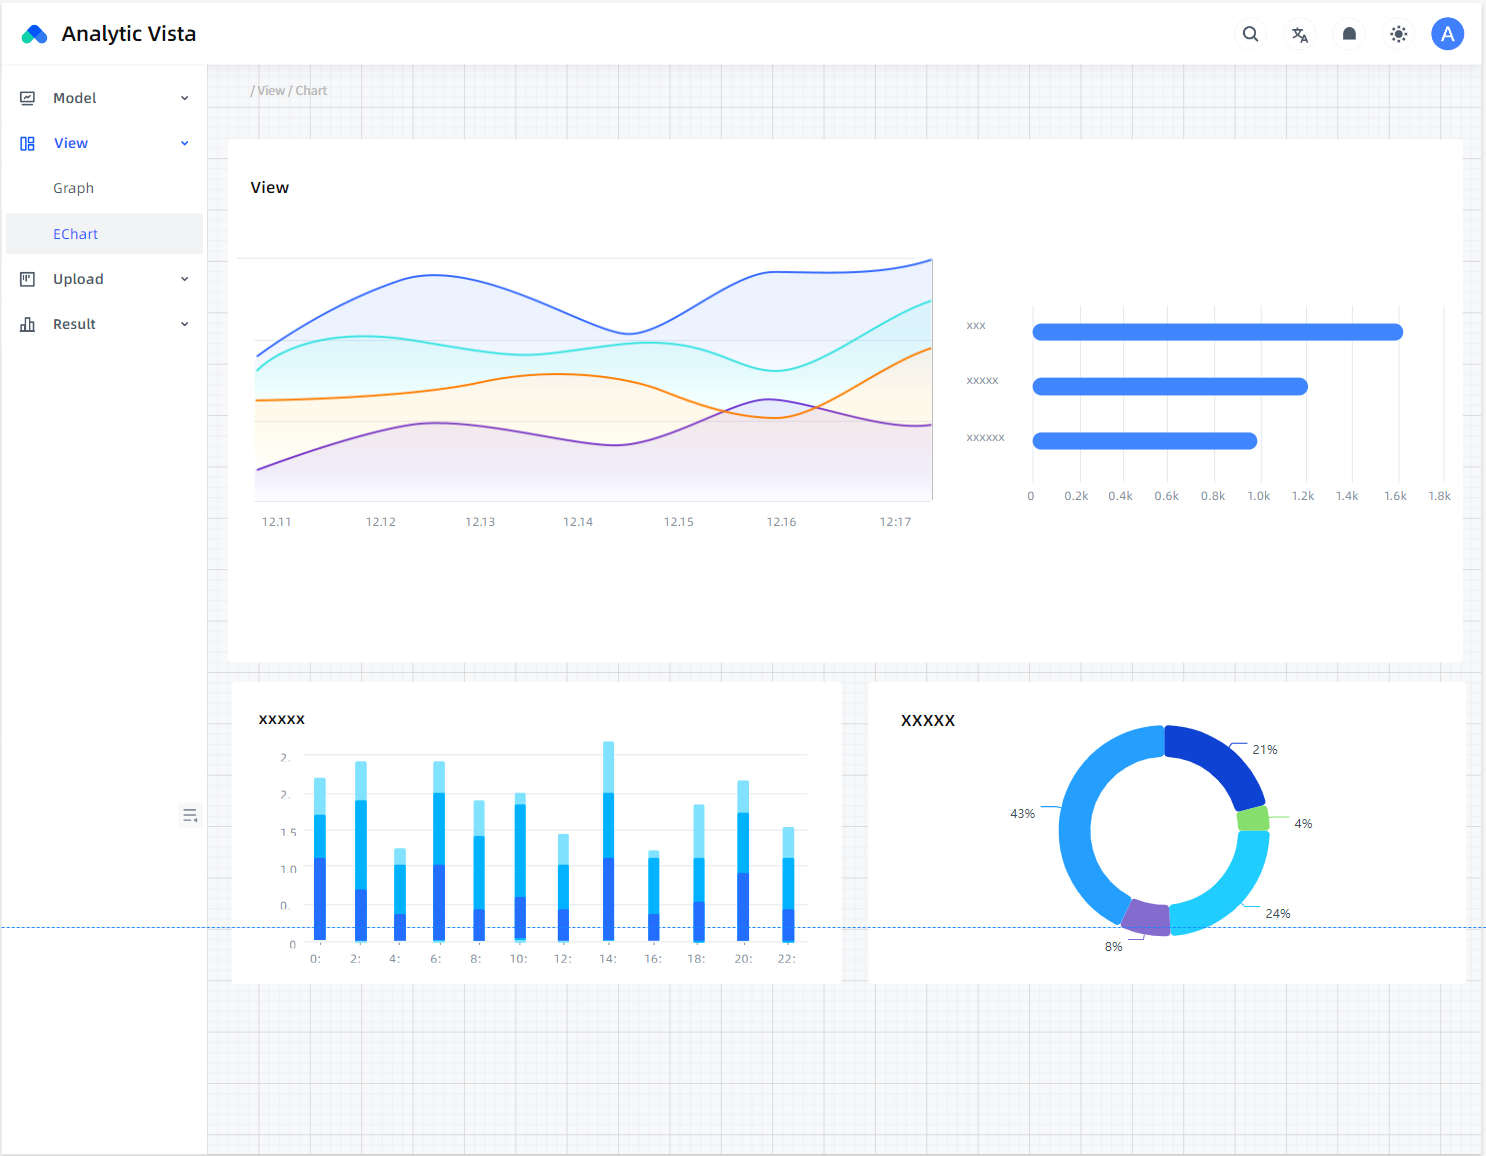 Analytic Vista
A
Model
View
Graph
EChart
Upload
Result
/ View / Chart
View
12.11 12.12 12.13 12.14 12.15 12.16 12:17
xxx
xxxxx
xxxxxx
0 0.2k 0.4k 0.6k 0.8k 1.0k 1.2k 1.4k 1.6k 1.8k
xxxxx
2.
2.
1.5
1.0
0.
0
0: 2: 4: 6: 8: 10: 12: 14: 16: 18: 20: 22:
XXXXX
21%
43%
4%
24%
8%